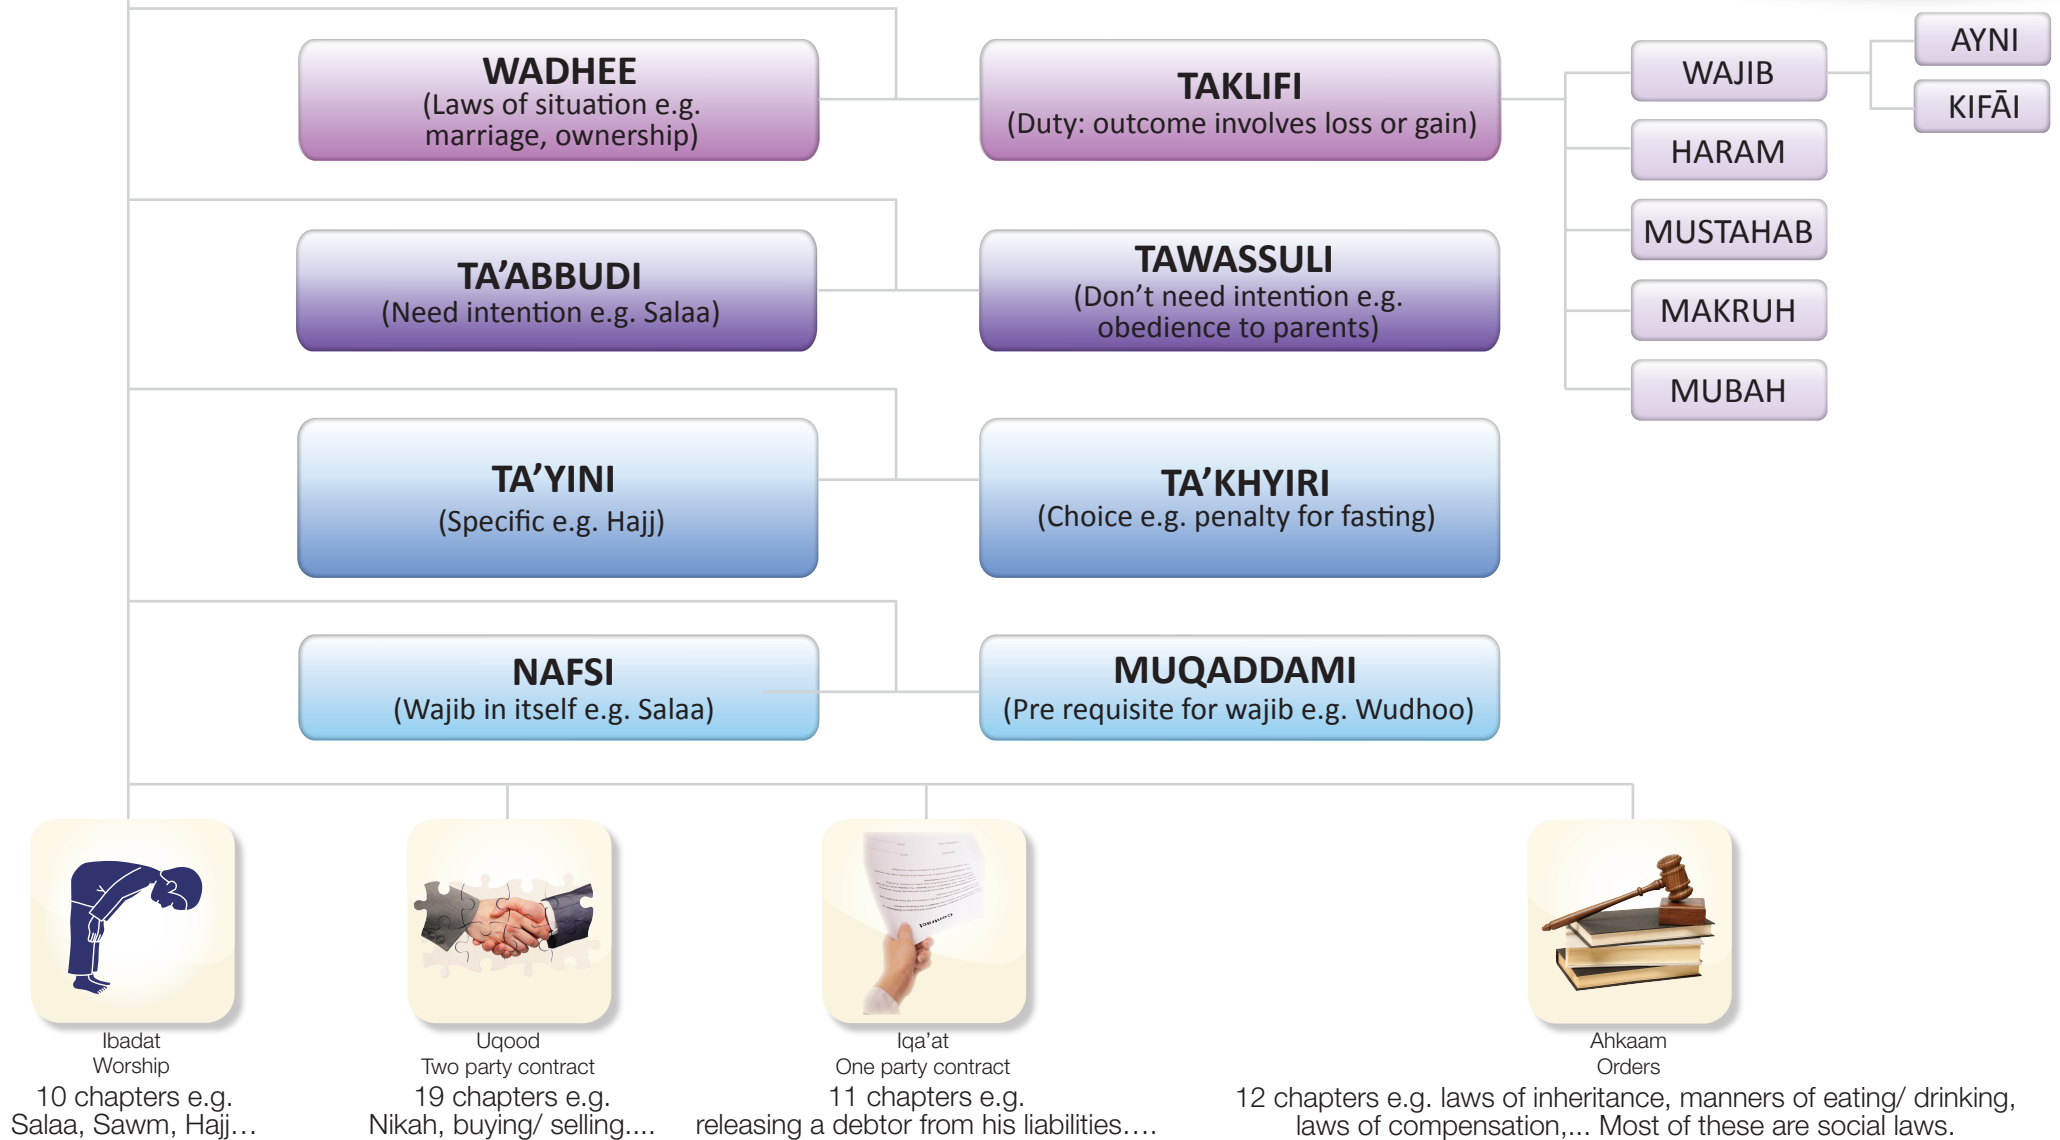 WADHEE
(Laws of situation e.g.
marriage, ownership)
TAKLIFI
(Duty: outcome involves loss or gain)
WAJIB
AYNI
KIFĀI
HARAM
MUSTAHAB
MAKRUH
MUBAH
TA’ABBUDI
(Need intention e.g. Salaa)
TAWASSULI
(Don’t need intention e.g.
obedience to parents)
TA’YINI
(Specific e.g. Hajj)
TA’KHYIRI
(Choice e.g. penalty for fasting)
NAFSI
(Wajib in itself e.g. Salaa)
MUQADDAMI
(Pre requisite for wajib e.g. Wudhoo)
Contract
Ibadat
Worship
10 chapters e.g.
Salaa, Sawm, Hajj…
Uqood
Two party contract
19 chapters e.g.
Nikah, buying/ selling....
Iqa’at
One party contract
11 chapters e.g.
releasing a debtor from his liabilities….
Ahkaam
Orders
12 chapters e.g. laws of inheritance, manners of eating/ drinking,
laws of compensation,... Most of these are social laws.